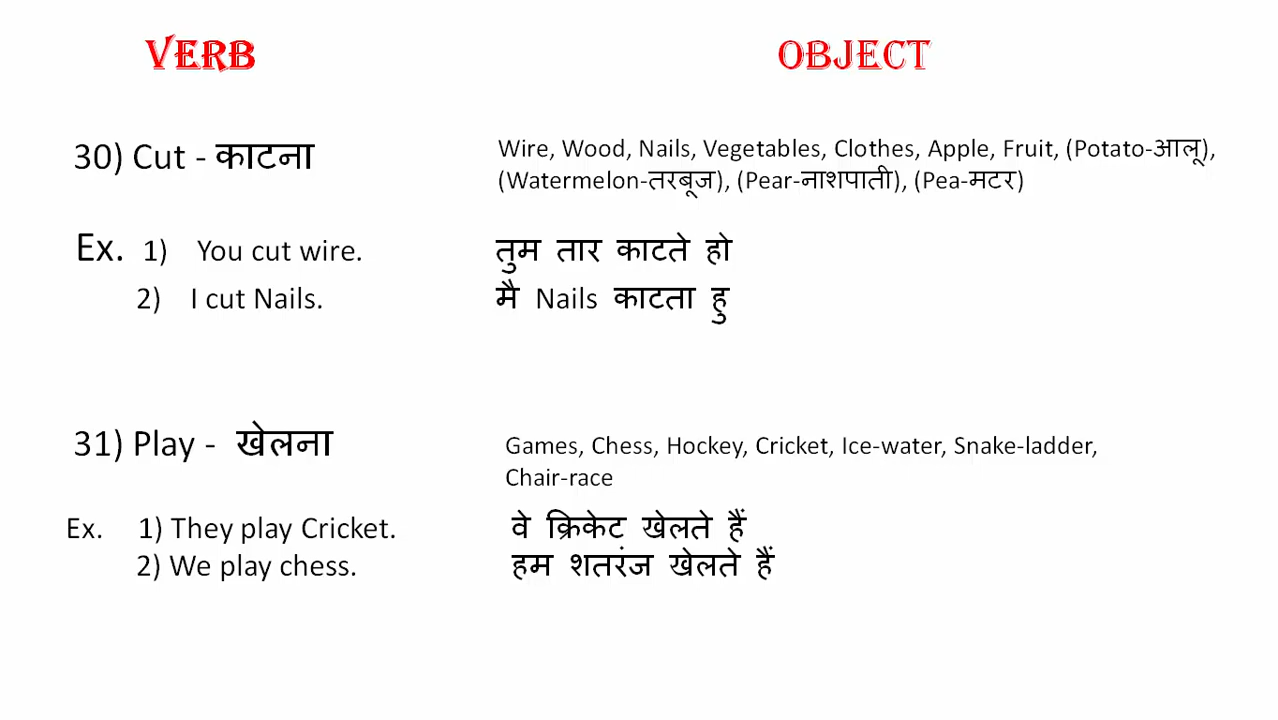 VERB OBJECT
30) Cut - काटना
Wire, Wood, Nails, Vegetables, Clothes, Apple, Fruit, (Potato-आलू),
(Watermelon-तरबूज), (Pear-नाशपाती), (Pea-मटर)
Ex. 1) You cut wire. तुम तार काटते हो
2) I cut Nails. मै Nails काटता हु
31) Play - खेलना
Games, Chess, Hockey, Cricket, Ice-water, Snake-ladder,
Chair-race
Ex. 1) They play Cricket. वे क्रिकेट खेलते हैं
2) We play chess. हम शतरंज खेलते हैं